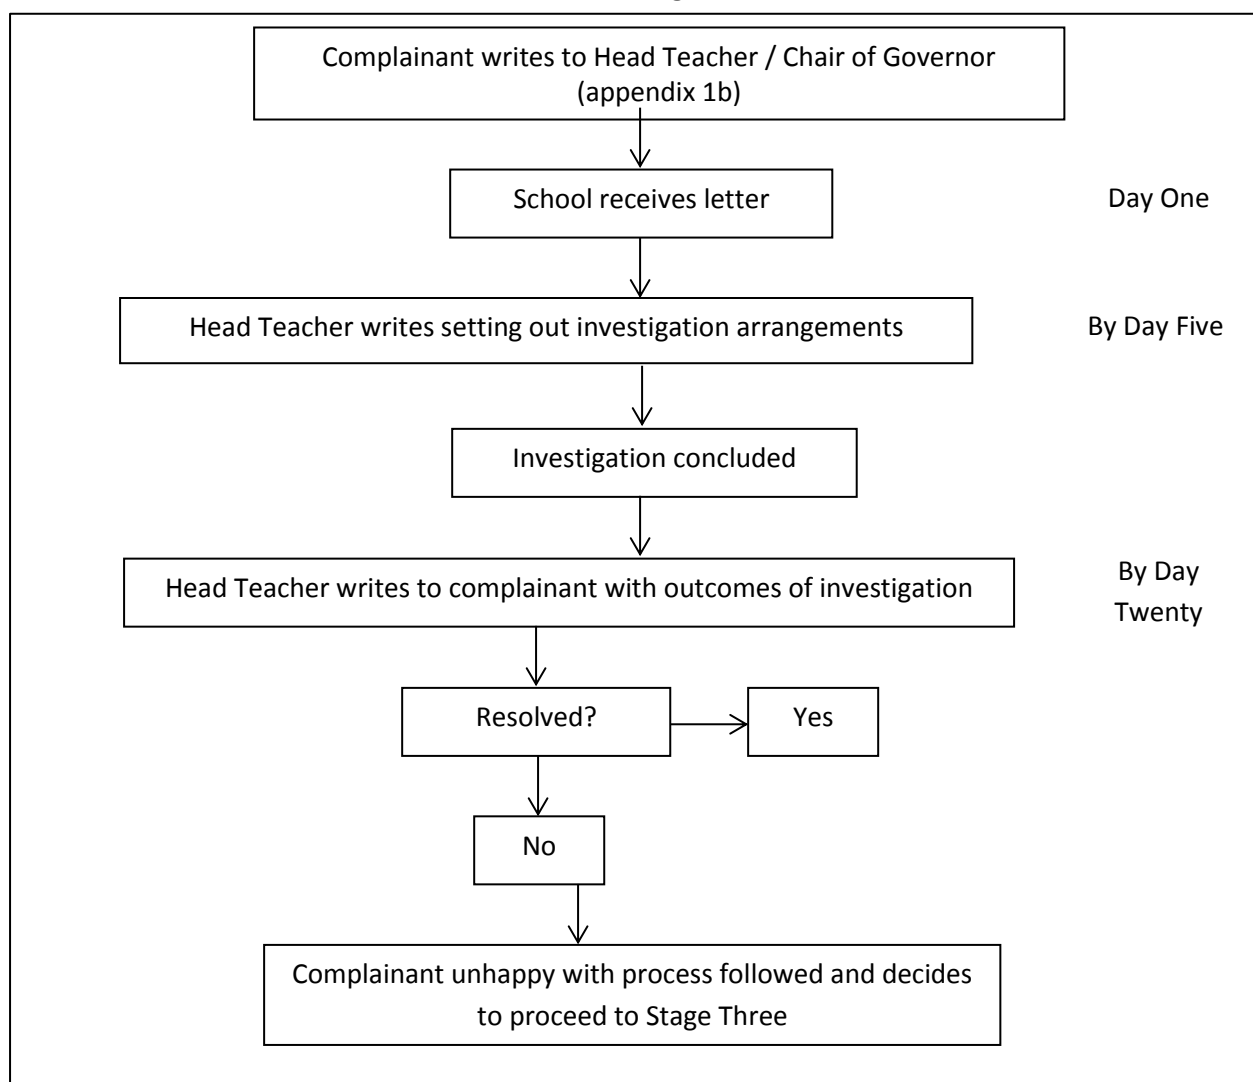 Complainant writes to Head Teacher / Chair of Governor
(appendix 1b)
School receives letter
Day One
Head Teacher writes setting out investigation arrangements
By Day Five
Investigation concluded
Head Teacher writes to complainant with outcomes of investigation
By Day
Twenty
Resolved?
Yes
No
Complainant unhappy with process followed and decides
to proceed to Stage Three